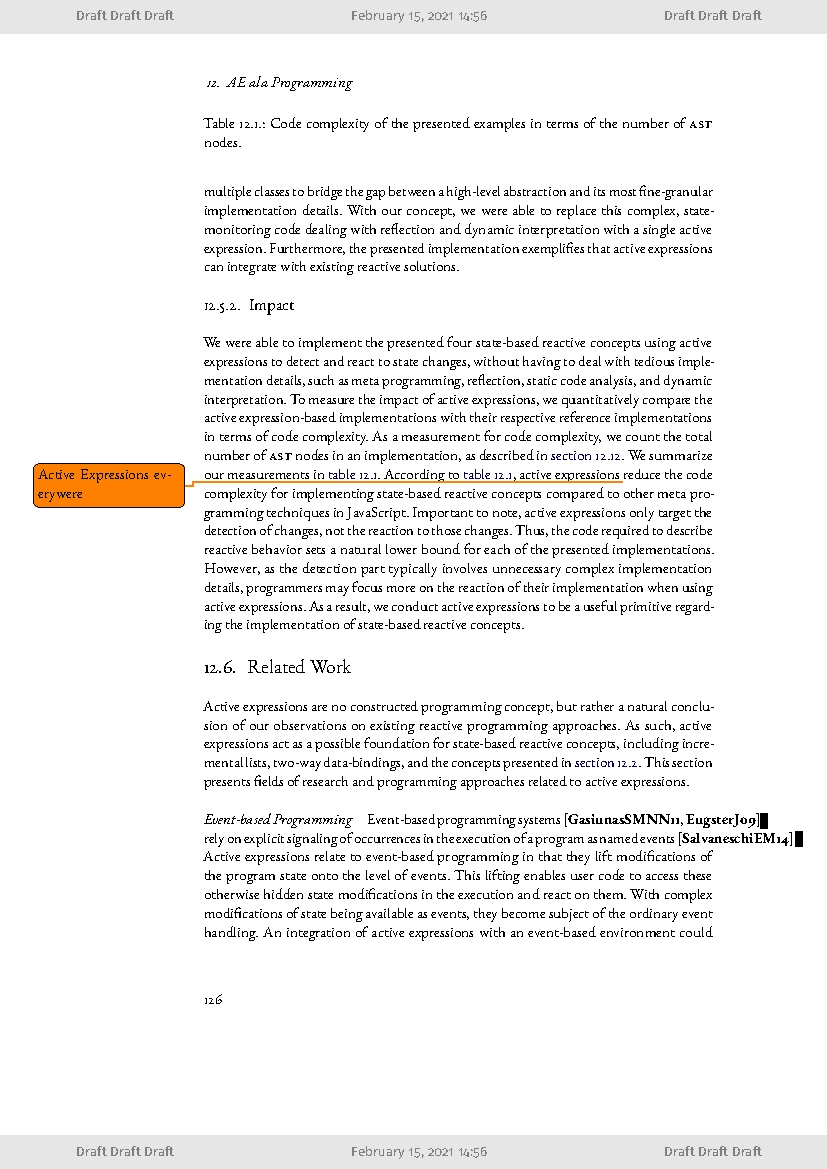 Draft Draft Draft February 15, 2021 14:56 Draft Draft Draft
12. AE ala Programming
Table 12.1.: Code complexity of the presented examples in terms of the number of AST
nodes.
multiple classes to bridge the gap between a high-level abstraction and its most fine-granular
implementation details. With our concept, we were able to replace this complex, state-
monitoring code dealing with reflection and dynamic interpretation with a single active
expression. Furthermore, the presented implementation exemplifies that active expressions
can integrate with existing reactive solutions.
12.5.2. Impact
We were able to implement the presented four state-based reactive concepts using active
expressions to detect and react to state changes, without having to deal with tedious imple-
mentation details, such as meta programming, reflection, static code analysis, and dynamic
interpretation. To measure the impact of active expressions, we quantitatively compare the
active expression-based implementations with their respective reference implementations
in terms of code complexity. As a measurement for code complexity, we count the total
number of AST nodes in an implementation, as described in section 12.12. We summarize
our measurements in table 12.1. According to table 12.1, active expressions reduce the code
complexity for implementing state-based reactive concepts compared to other meta pro-
gramming techniques in JavaScript. Important to note, active expressions only target the
detection of changes, not the reaction to those changes. Thus, the code required to describe
reactive behavior sets a natural lower bound for each of the presented implementations.
However, as the detection part typically involves unnecessary complex implementation
details, programmers may focus more on the reaction of their implementation when using
active expressions. As a result, we conduct active expressions to be a useful primitive regard-
ing the implementation of state-based reactive concepts.
Active Expressions ev-
erywere
12.6. Related Work
Active expressions are no constructed programming concept, but rather a natural conclu-
sion of our observations on existing reactive programming approaches. As such, active
expressions act as a possible foundation for state-based reactive concepts, including incre-
mental lists, two-way data-bindings, and the concepts presented in section 12.2. This section
presents fields of research and programming approaches related to active expressions.
Event-based Programming Event-based programming systems [GasiunasSMNN11, EugsterJ09]
rely on explicit signaling of occurrences in the execution of a program as named events [SalvaneschiEM14]
Active expressions relate to event-based programming in that they lift modifications of
the program state onto the level of events. This lifting enables user code to access these
otherwise hidden state modifications in the execution and react on them. With complex
modifications of state being available as events, they become subject of the ordinary event
handling. An integration of active expressions with an event-based environment could
126
Draft Draft Draft February 15, 2021 14:56 Draft Draft Draft